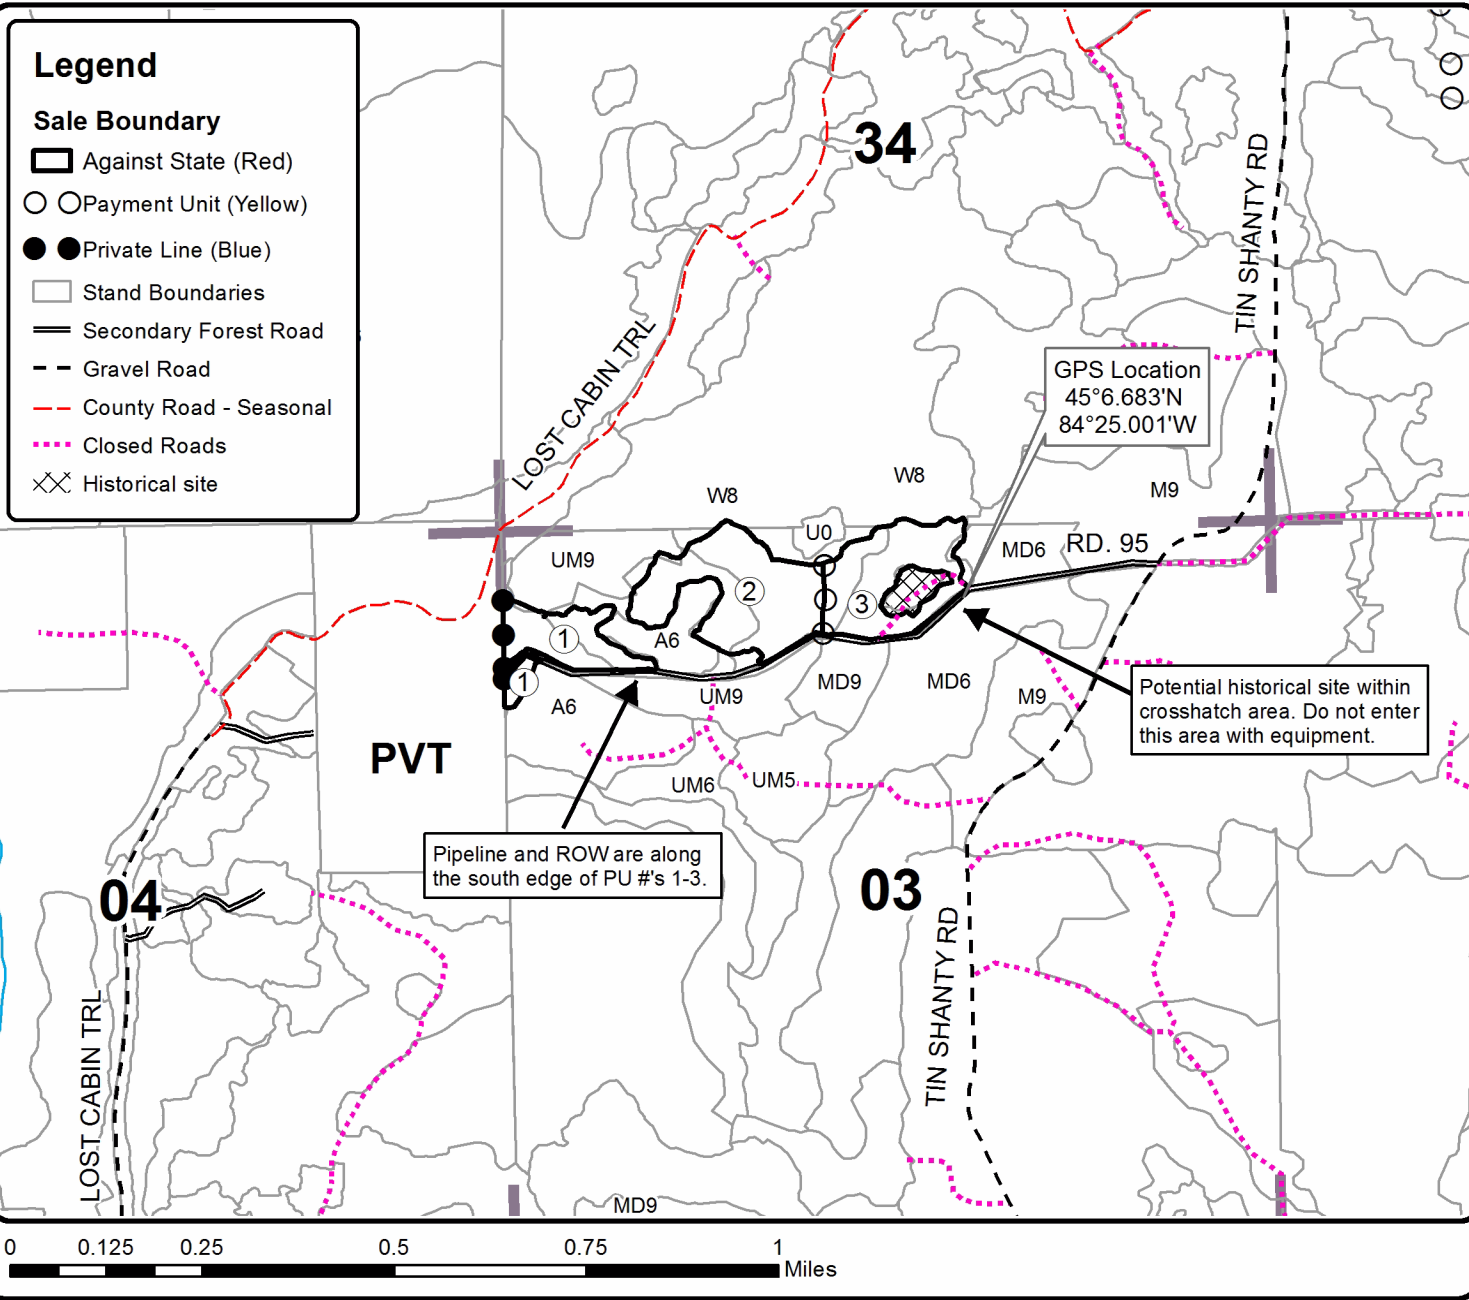 Legend
Sale Boundary
Against State (Red)
Payment Unit (Yellow)
Private Line (Blue)
Stand Boundaries
Secondary Forest Road
Gravel Road
County Road - Seasonal
Closed Roads
Historical site
34
TIN SHANTY RD
LOST CABIN TRL
GPS Location
45°6.683'N
84°25.001'W
W8
W8
M9
U0
UM9
MD6
RD. 95
2
3
1
A6
1
A6
UM9
MD9
MD6
M9
Potential historical site within
crosshatch area. Do not enter
this area with equipment.
PVT
UM6
UM5
Pipeline and ROW are along
the south edge of PU #'s 1-3.
04
03
TIN SHANTY RD
LOST CABIN TRL
MD9
0 0.125 0.25 0.5 0.75 1
Miles